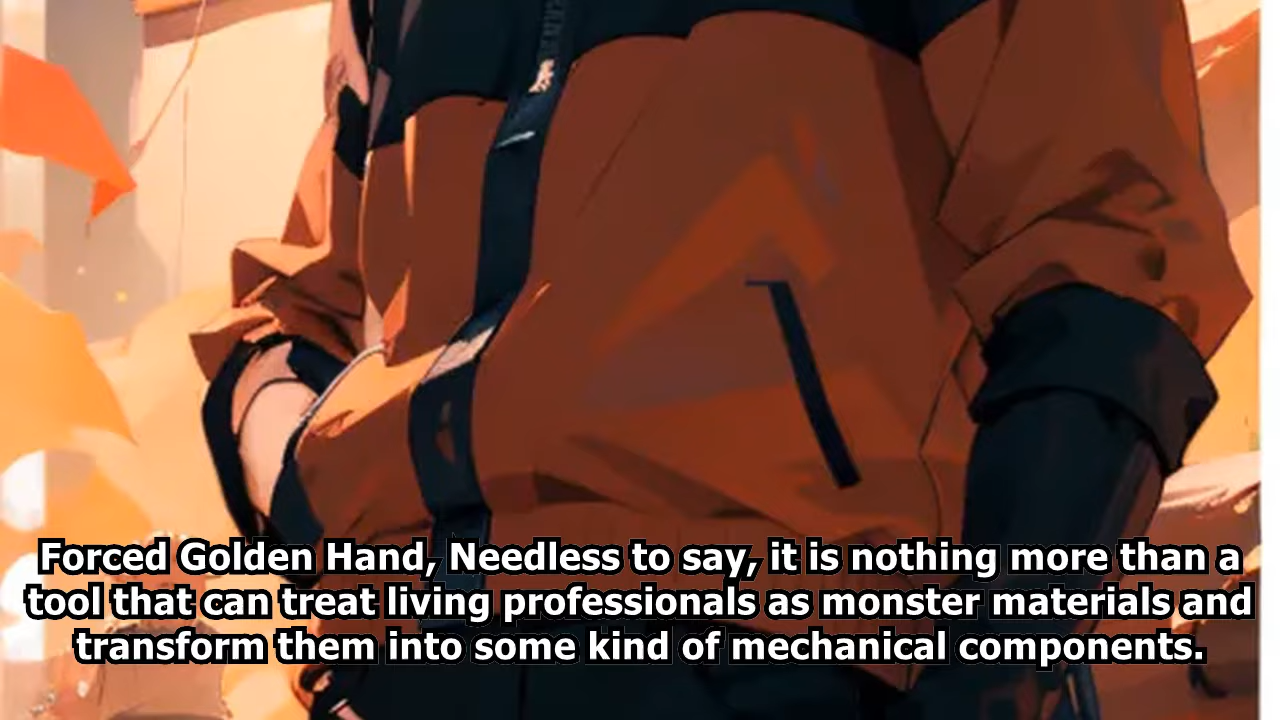 Forced Golden Hand, Needless to say, it is nothing more than a
tool that can treat living professionals as monster materials and
transform them into some kind of mechanical components.